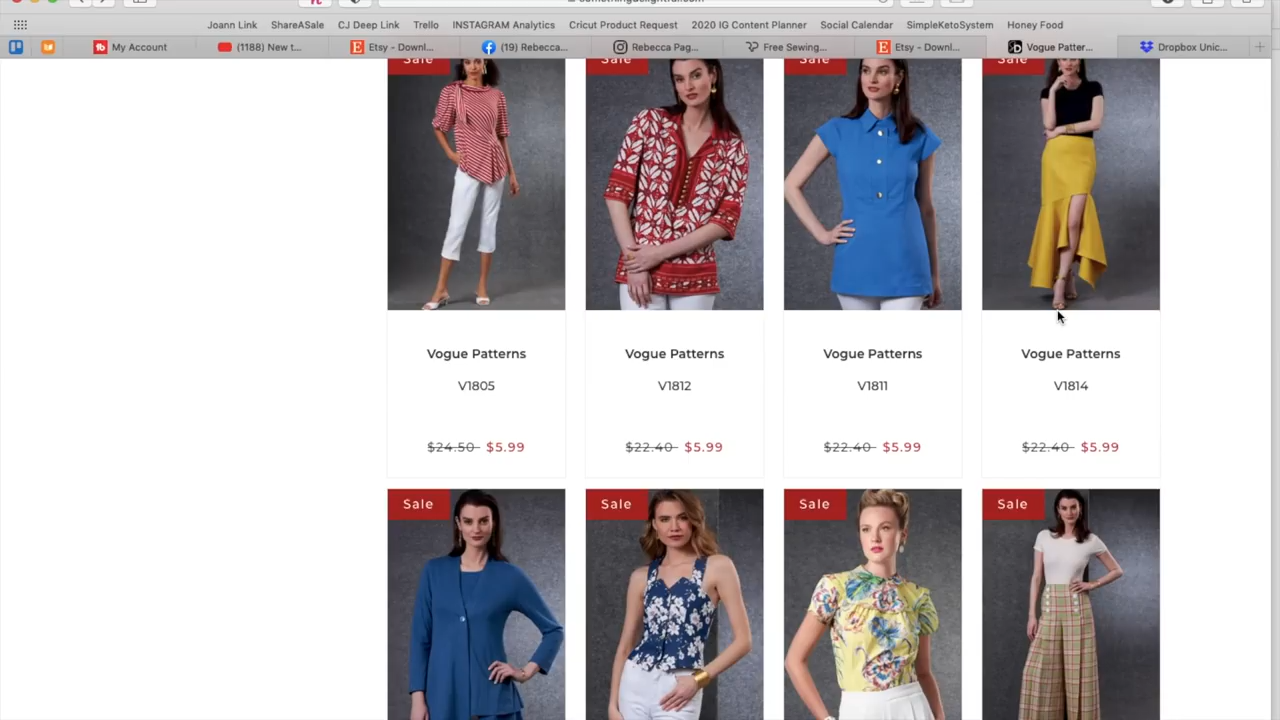 Joann Link ShareASale CJ Deep Link Trello INSTAGRAM Analytics Cricut Product Request 2020 IG Content Planner Social Calendar SimpleKetoSystem Honey Food
My Account (1188) New t... Etsy - Downl... (19) Rebecca... Rebecca Pag... Free Sewing... Etsy - Downl... Vogue Patter... Dropbox Unic...
Sale Sale Sale Sale
Vogue Patterns Vogue Patterns Vogue Patterns Vogue Patterns
V1805 V1812 V1811 V1814
$24.50 $5.99 $22.40 $5.99 $22.40 $5.99 $22.40 $5.99
Sale Sale Sale Sale